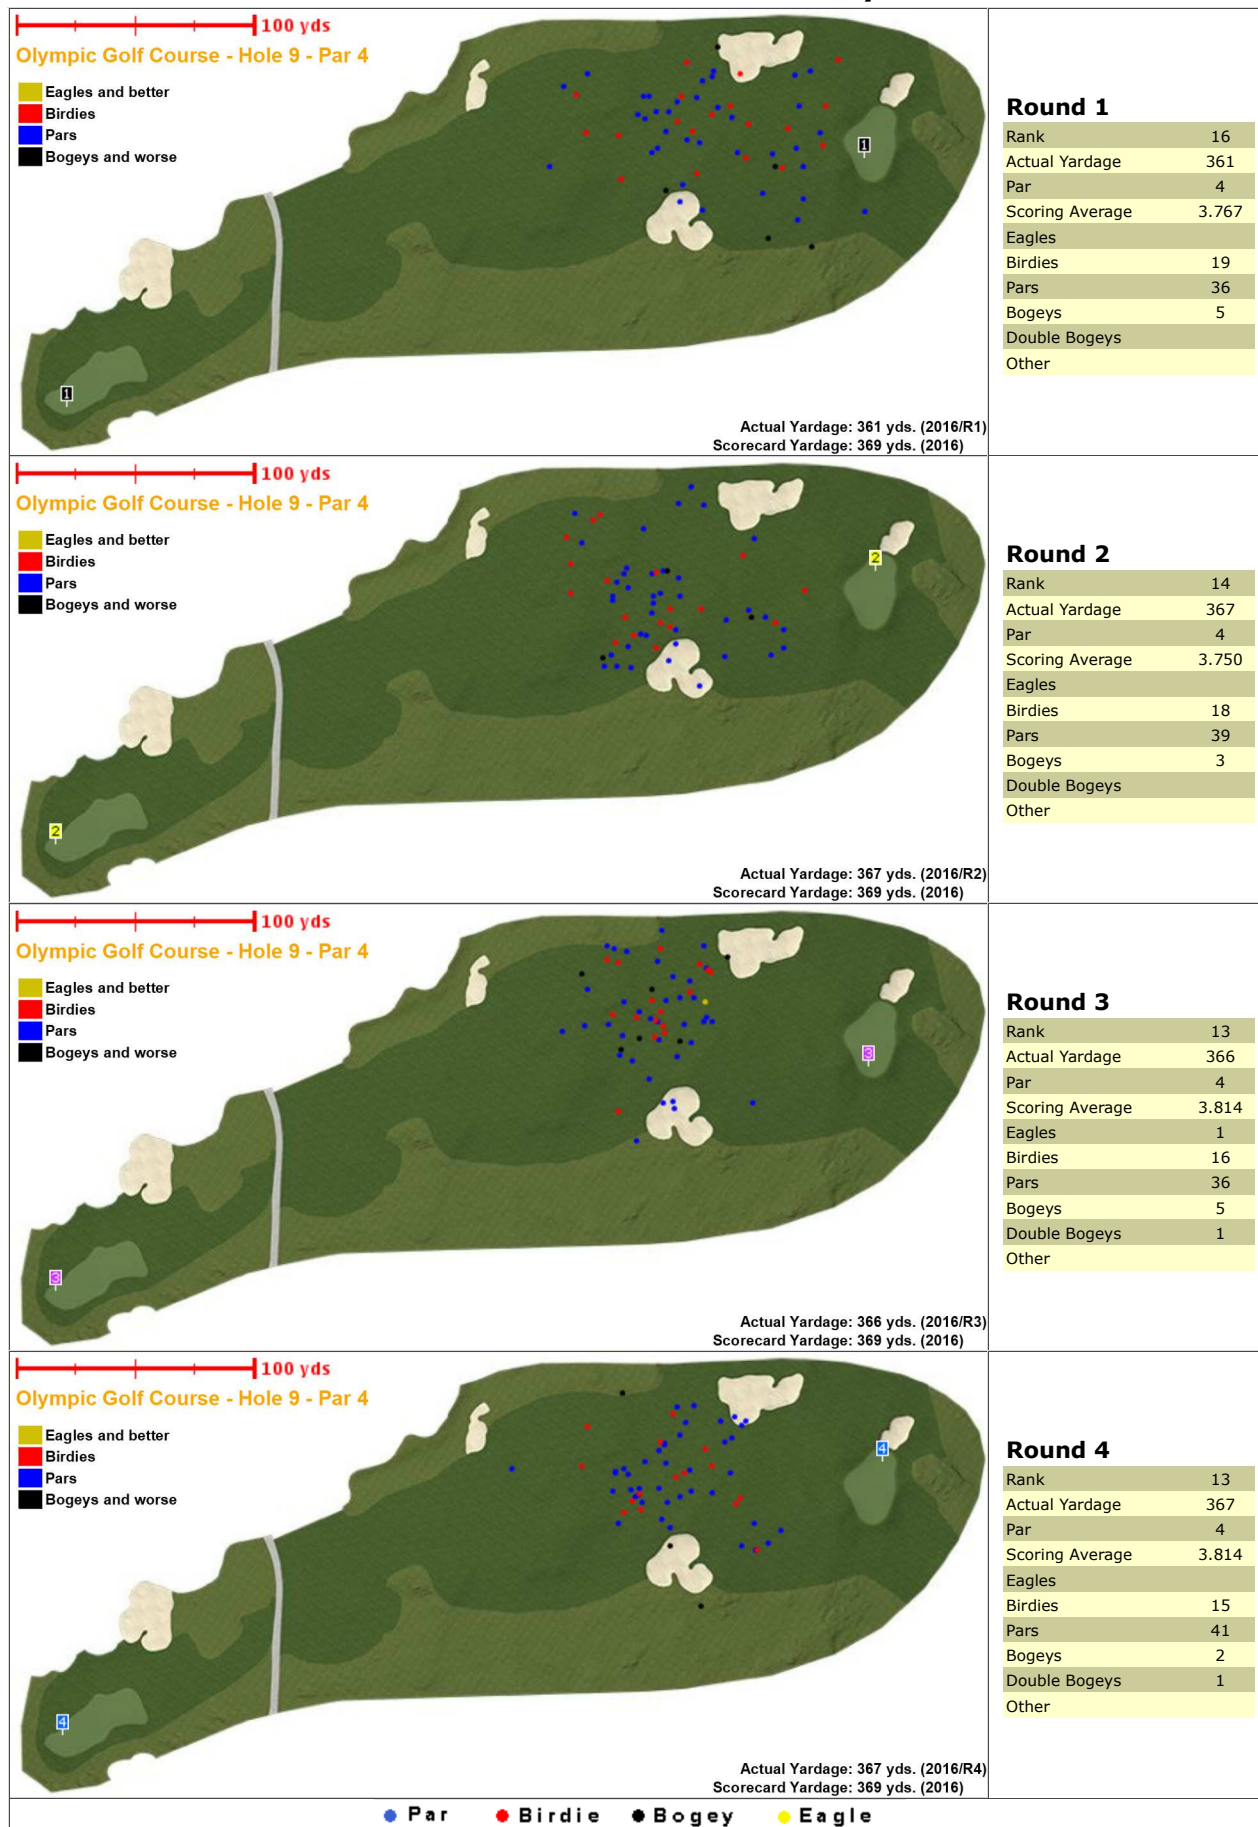 100 yds
Olympic Golf Course - Hole 9 - Par 4
Eagles and better
Birdies
Pars
Bogeys and worse
1
1
Actual Yardage: 361 yds. (2016/R1)
Scorecard Yardage: 369 yds. (2016)
Round 1
Rank 16
Actual Yardage 361
Par 4
Scoring Average 3.767
Eagles
Birdies 19
Pars 36
Bogeys 5
Double Bogeys
Other
100 yds
Olympic Golf Course - Hole 9 - Par 4
Eagles and better
Birdies
Pars
Bogeys and worse
2
2
Actual Yardage: 367 yds. (2016/R2)
Scorecard Yardage: 369 yds. (2016)
Round 2
Rank 14
Actual Yardage 367
Par 4
Scoring Average 3.750
Eagles
Birdies 18
Pars 39
Bogeys 3
Double Bogeys
Other
100 yds
Olympic Golf Course - Hole 9 - Par 4
Eagles and better
Birdies
Pars
Bogeys and worse
3
3
Actual Yardage: 366 yds. (2016/R3)
Scorecard Yardage: 369 yds. (2016)
Round 3
Rank 13
Actual Yardage 366
Par 4
Scoring Average 3.814
Eagles 1
Birdies 16
Pars 36
Bogeys 5
Double Bogeys 1
Other
100 yds
Olympic Golf Course - Hole 9 - Par 4
Eagles and better
Birdies
Pars
Bogeys and worse
4
4
Actual Yardage: 367 yds. (2016/R4)
Scorecard Yardage: 369 yds. (2016)
Round 4
Rank 13
Actual Yardage 367
Par 4
Scoring Average 3.814
Eagles
Birdies 15
Pars 41
Bogeys 2
Double Bogeys 1
Other
Par Birdie Bogey Eagle